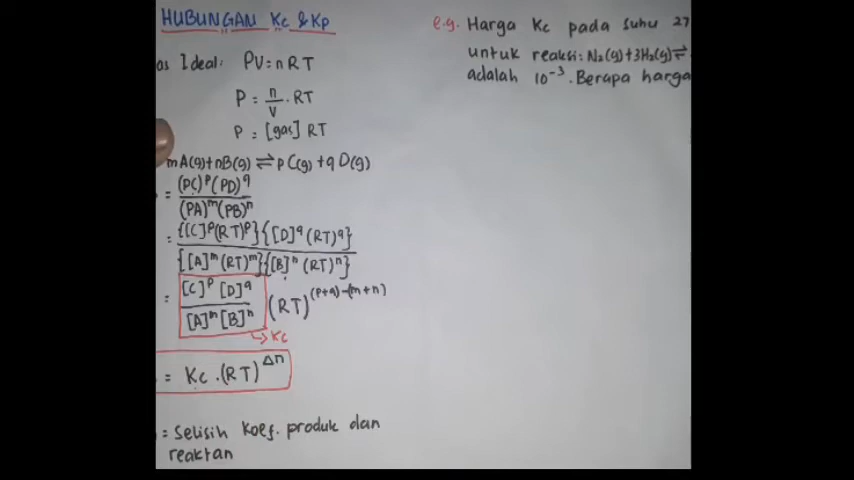 HUBUNGAN Kc & Kp
as Ideal: PV = nRT
P = n/V . RT
P = [gas] RT
mA(g)+nB(g) ⇌ pC(g) + qD(g)
= (PC)^p (PD)^q / (PA)^m (PB)^n
= {[C]^p (RT)^p}{[D]^q (RT)^q} / {[A]^m (RT)^m}{[B]^n (RT)^n}
= [C]^p [D]^q / [A]^m [B]^n (RT)^(p+q)-(m+n)
↳ Kc
= Kc . (RT)^Δn
= selisih koef. produk dan
reaktan
e.g. Harga Kc pada suhu 27
untuk reaksi: N₂(g)+3H₂(g) ⇌
adalah 10^-3. Berapa harga